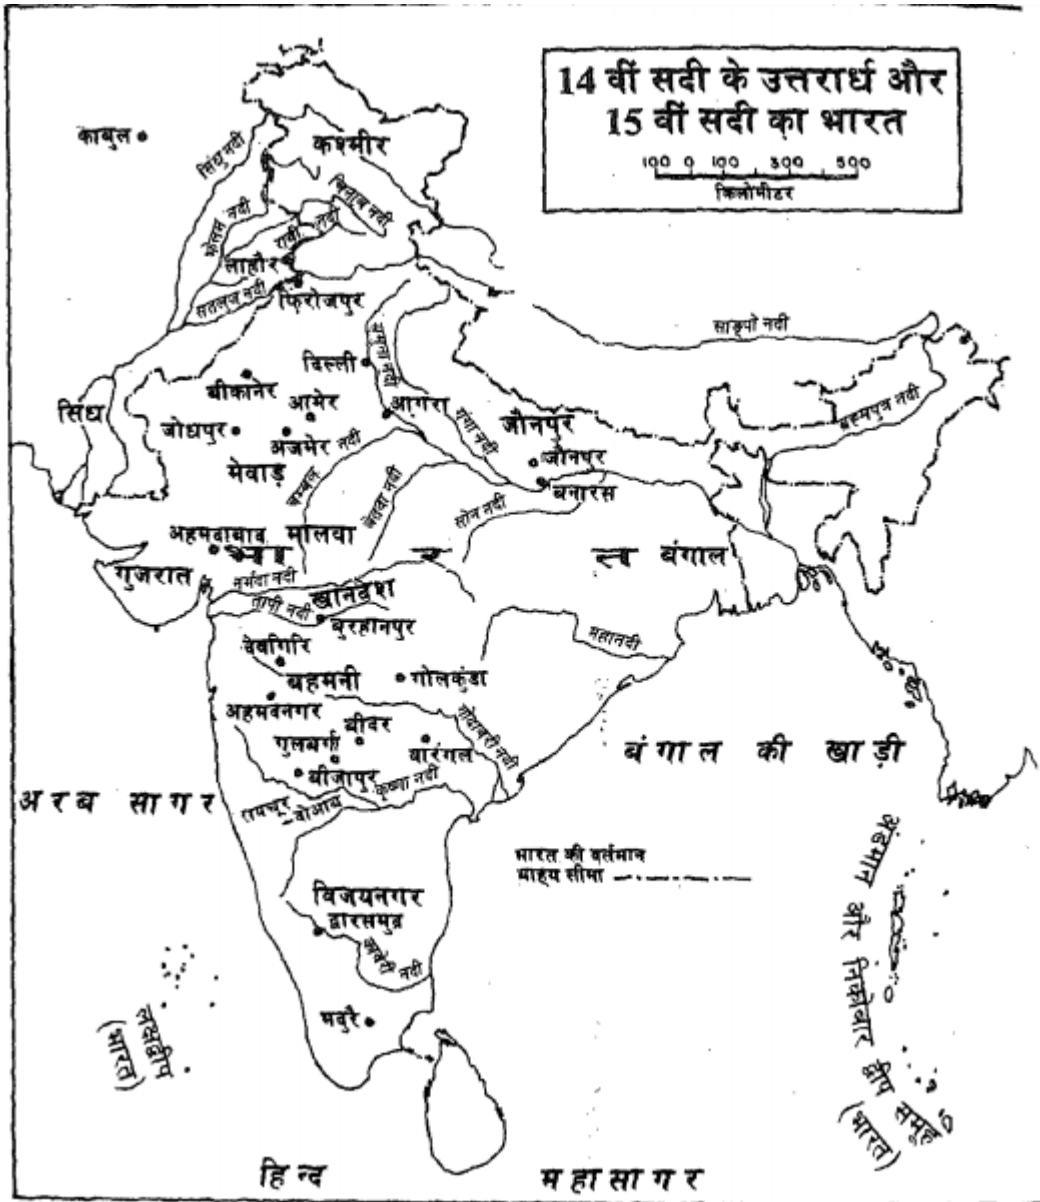 14 वीं सदी के उत्तरार्ध और
15 वीं सदी का भारत
100 0 100 300 500
किलोमीटर
काबुल
सिंधु नदी
कश्मीर
झेलम नदी
चिनाब नदी
रावी नदी
लाहौर
सतलज नदी
फ़िरोजपुर
साङ्पो नदी
यमुना नदी
दिल्ली
बीकानेर
आमेर
आगरा
सिंध
जोधपुर
अजमेर
मेवाड़
गंगा नदी
जौनपुर
जौनपुर
बनारस
ब्रह्मपुत्र नदी
चम्बल नदी
बेतवा नदी
सोन नदी
अहमदाबाद
मालवा
बंगाल
गुजरात
नर्मदा नदी
खानदेश
तापी नदी
बुरहानपुर
महानदी
देवगिरि
बहमनी
गोलकुंडा
अहमदनगर
बीदर
गुलबर्गा
वारंगल
गोदावरी नदी
बीजापुर
कृष्णा नदी
रायचूर
दोआब
बंगाल की खाड़ी
अरब सागर
भारत की वर्तमान
बाह्य सीमा
विजयनगर
द्वारसमुद्र
कावेरी नदी
मदुरै
लक्षद्वीप
(भारत)
अंडमान और निकोबार द्वीप समूह
(भारत)
हिन्द महासागर